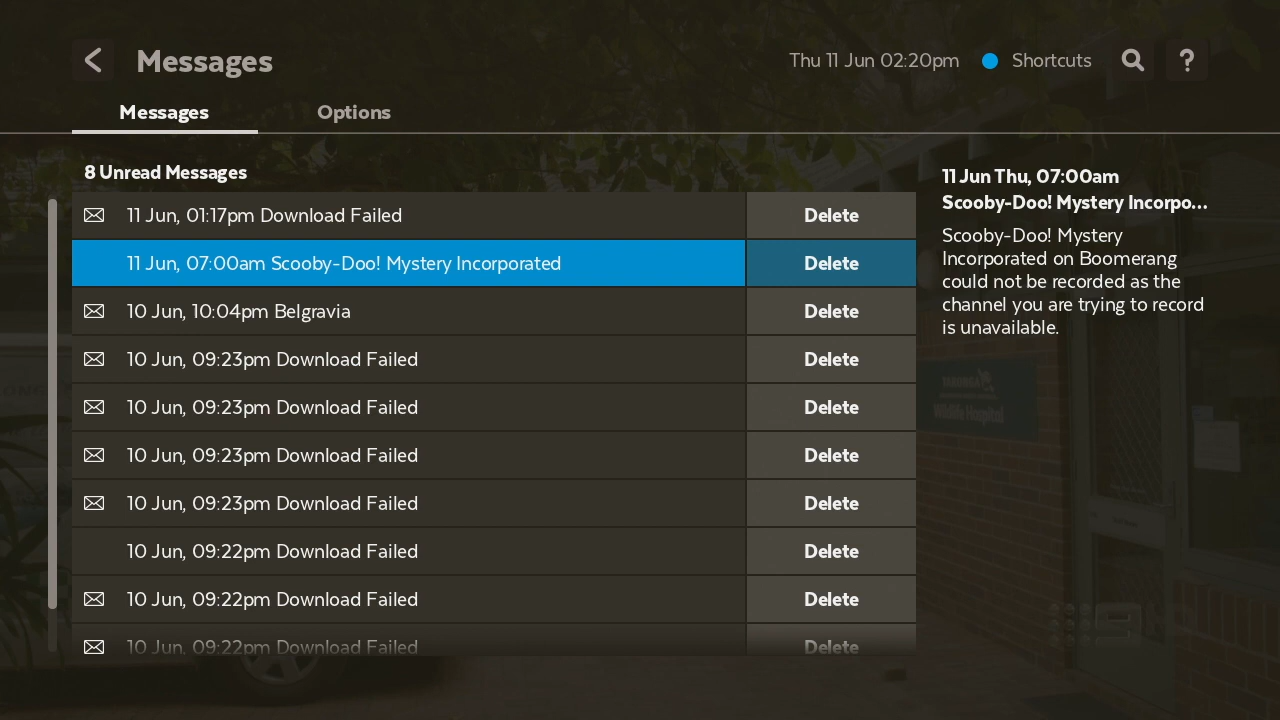 Messages
Thu 11 Jun 02:20pm
Shortcuts
?
Messages
Options
8 Unread Messages
11 Jun, 01:17pm Download Failed
Delete
11 Jun, 07:00am Scooby-Doo! Mystery Incorporated
Delete
10 Jun, 10:04pm Belgravia
Delete
10 Jun, 09:23pm Download Failed
Delete
10 Jun, 09:23pm Download Failed
Delete
10 Jun, 09:23pm Download Failed
Delete
10 Jun, 09:23pm Download Failed
Delete
10 Jun, 09:22pm Download Failed
Delete
10 Jun, 09:22pm Download Failed
Delete
10 Jun, 09:22pm Download Failed
Delete
11 Jun Thu, 07:00am
Scooby-Doo! Mystery Incorpo...
Scooby-Doo! Mystery
Incorporated on Boomerang
could not be recorded as the
channel you are trying to record
is unavailable.
TARONGA
Wildlife Hospital
9